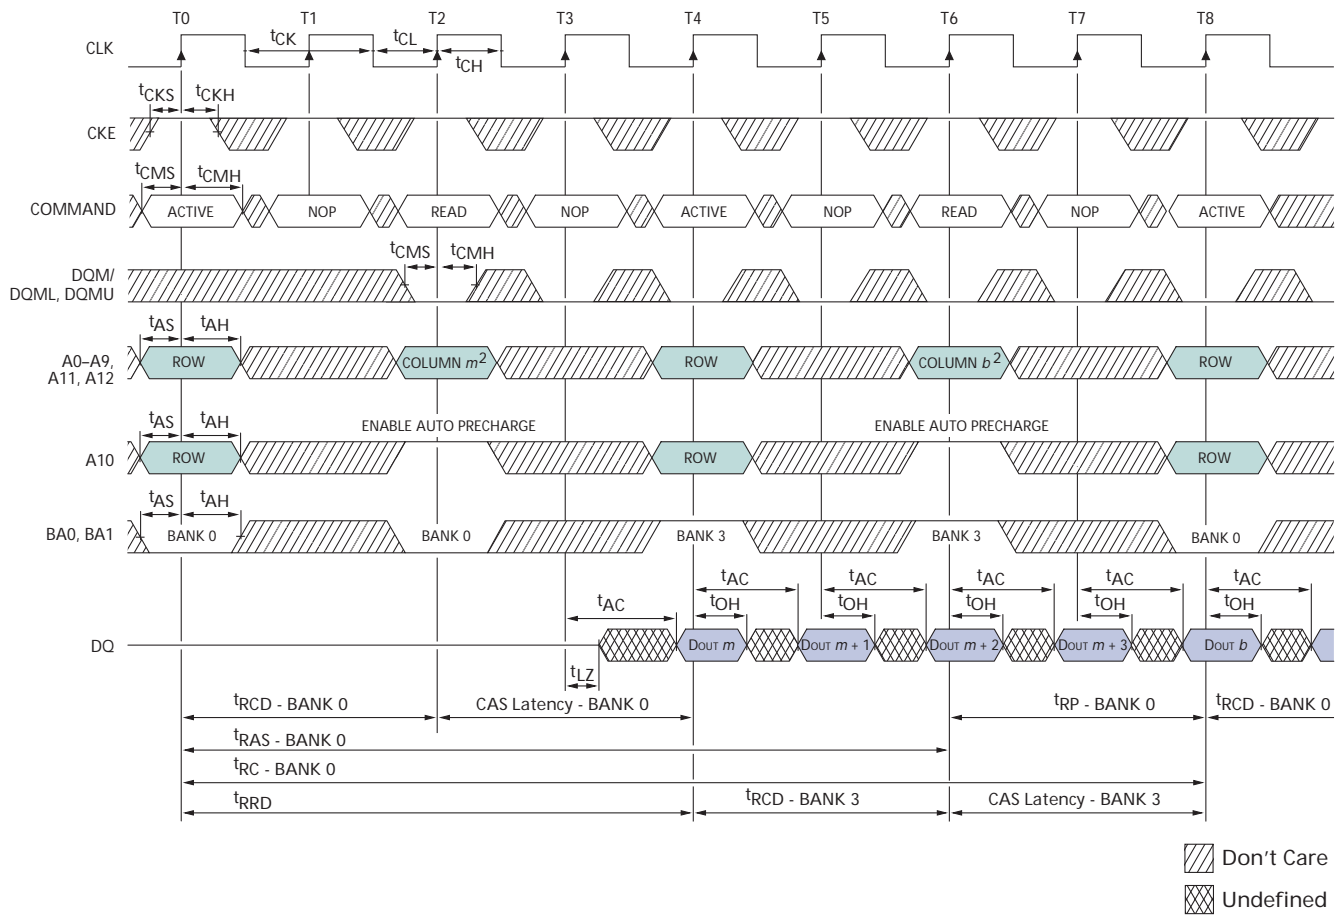 T0 T1 T2 T3 T4 T5 T6 T7 T8
CLK
tCK tCL
tCH
tCKS tCKH
CKE
tCMS tCMH
COMMAND ACTIVE NOP READ NOP ACTIVE NOP READ NOP ACTIVE
tCMS tCMH
DQM/
DQML, DQMU
tAS tAH
A0–A9,
A11, A12
ROW COLUMN m2 ROW COLUMN b2 ROW
tAS tAH
ENABLE AUTO PRECHARGE ENABLE AUTO PRECHARGE
A10 ROW ROW ROW
tAS tAH
BA0, BA1 BANK 0 BANK 0 BANK 3 BANK 3 BANK 0
tAC tAC tAC tAC tAC tAC
tOH tOH tOH tOH tOH
DQ DOUT m DOUT m + 1 DOUT m + 2 DOUT m + 3 DOUT b
tLZ
tRCD - BANK 0 CAS Latency - BANK 0 tRP - BANK 0 tRCD - BANK 0
tRAS - BANK 0
tRC - BANK 0
tRRD tRCD - BANK 3 CAS Latency - BANK 3
Don't Care
Undefined